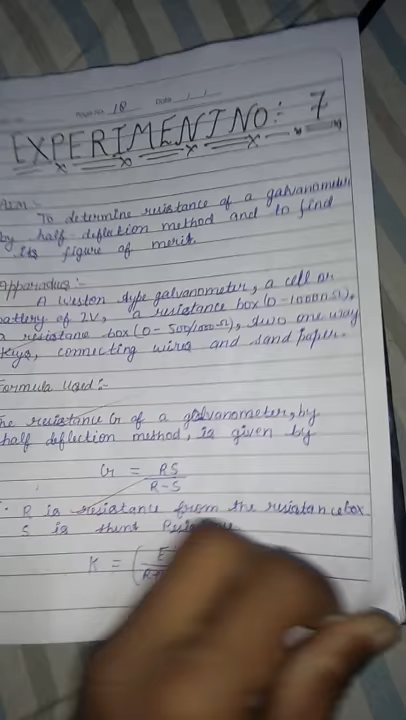 Page No. 18 Date / /
EXPERIMENT NO:- 7
Aim:-
To determine resistance of a galvanometer
by half deflection method and to find
its figure of merit.
Apparatus:-
A Weston type galvanometer, a cell or
battery of 2V, a resistance box (0-10000Ω),
a resistane box (0-500/1000Ω), two one way
keys, connecting wires and sand paper.
Formula Used:-
The resistance G of a galvanometer, by
half deflection method, is given by
G = RS
R-S
R is resistance from the resistancebox
S is shunt
K = ( E
R+